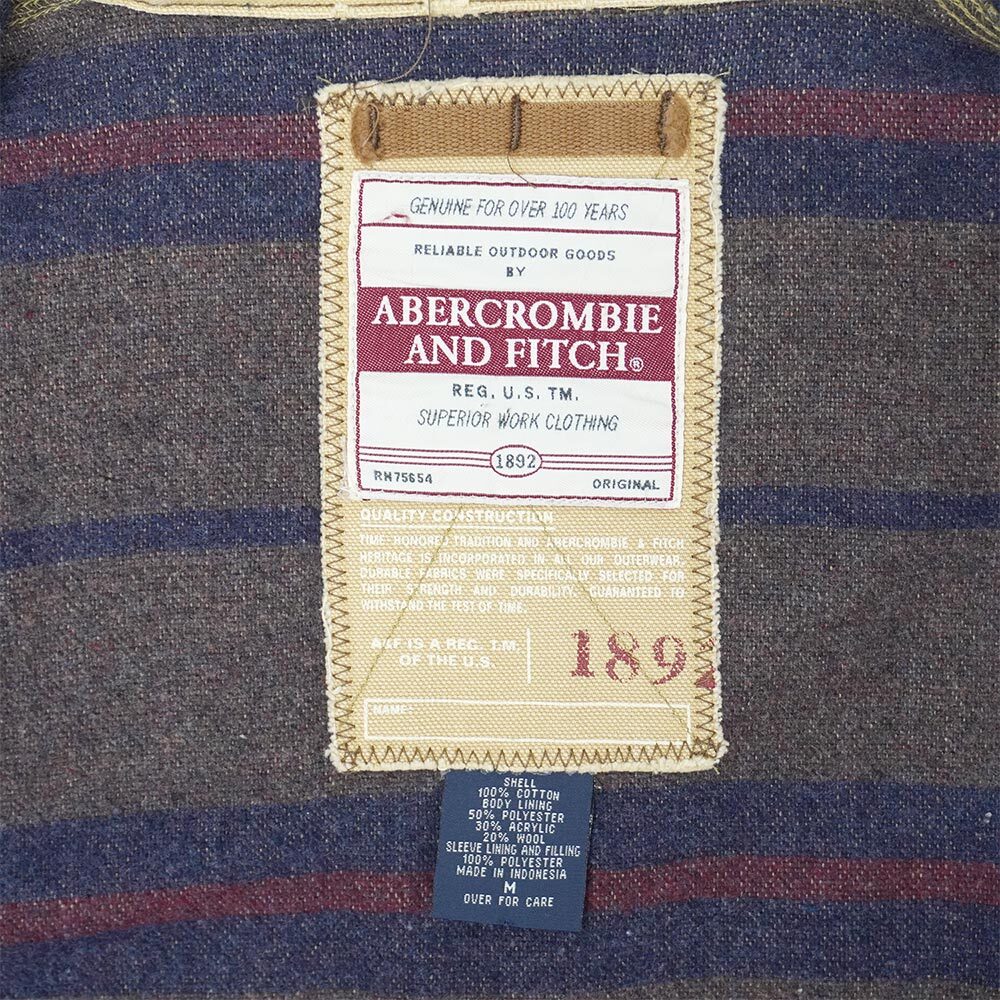 GENUINE FOR OVER 100 YEARS
RELIABLE OUTDOOR GOODS
BY
ABERCROMBIE
AND FITCH®
REG. U.S. TM.
SUPERIOR WORK CLOTHING
1892
RN75654
ORIGINAL
QUALITY CONSTRUCTION
TIME HONORED TRADITION AND ABERCROMBIE & FITCH
HERITAGE IS INCORPORATED IN ALL OUR OUTERWEAR.
DURABLE FABRICS WERE SPECIFICALLY SELECTED FOR
THEIR STRENGTH AND DURABILITY. GUARANTEED TO
WITHSTAND THE TEST OF TIME.
A&F IS A REG. T.M.
OF THE U.S.
189
NAME:
SHELL
100% COTTON
BODY LINING
50% POLYESTER
30% ACRYLIC
20% WOOL
SLEEVE LINING AND FILLING
100% POLYESTER
MADE IN INDONESIA
M
OVER FOR CARE